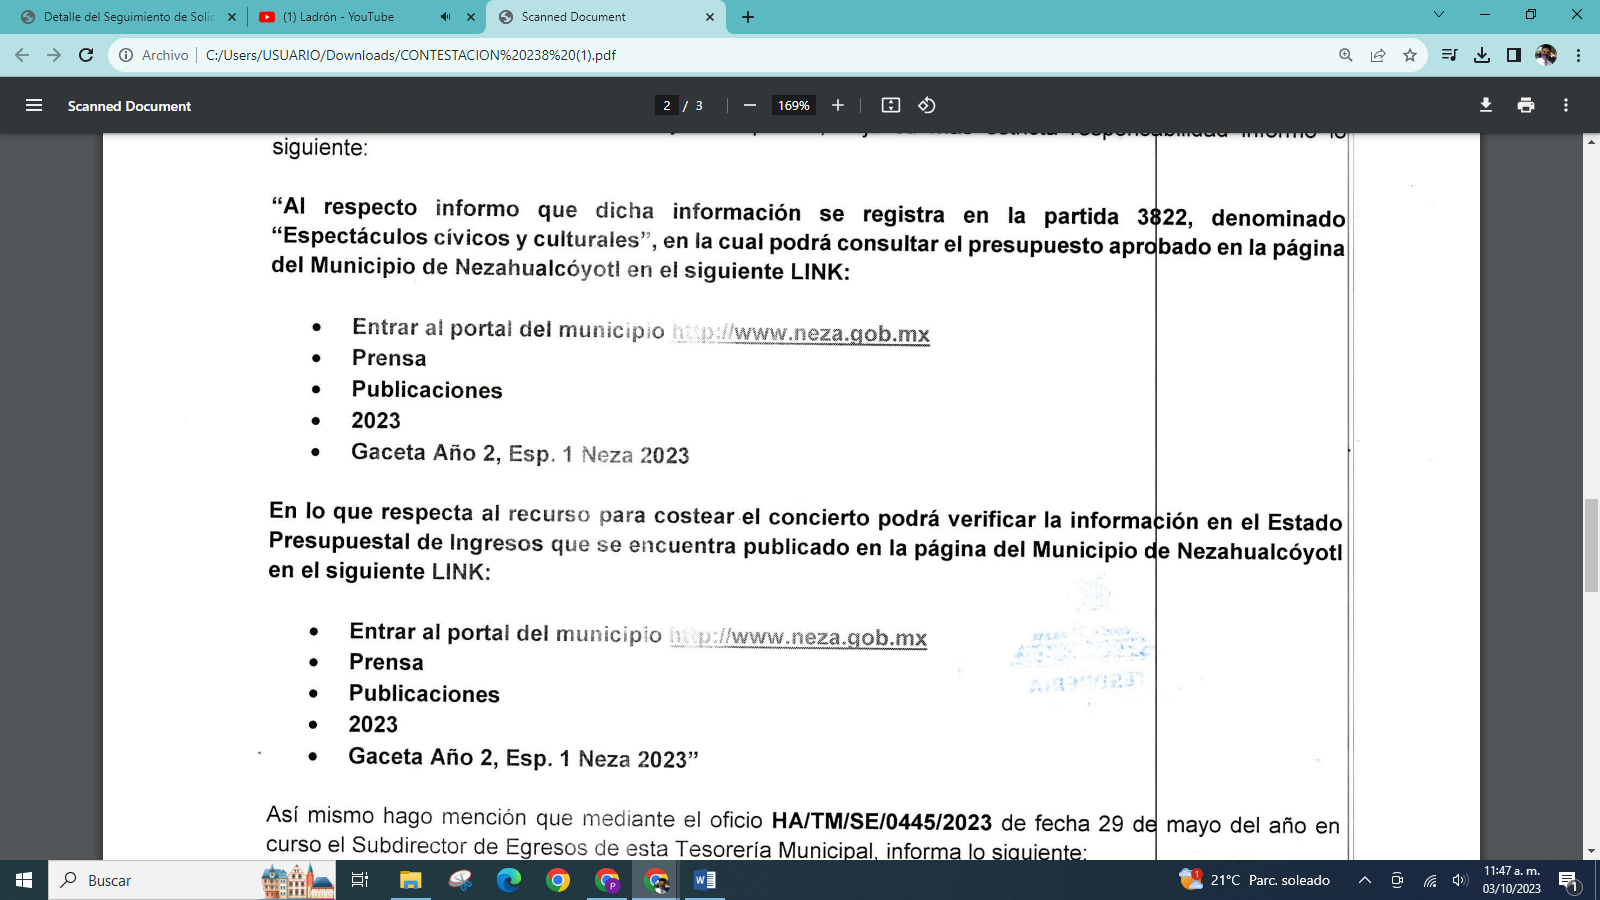 Detalle del Seguimiento de Solic
(1) Ladrón - YouTube
Scanned Document
Archivo
C:/Users/USUARIO/Downloads/CONTESTACION%20238%20(1).pdf
Scanned Document
2 / 3
169%
responsabilidad informo lo
siguiente:
“Al respecto informo que dicha información se registra en la partida 3822, denominado
“Espectáculos cívicos y culturales”, en la cual podrá consultar el presupuesto aprobado en la página
del Municipio de Nezahualcóyotl en el siguiente LINK:
• Entrar al portal del municipio http://www.neza.gob.mx
• Prensa
• Publicaciones
• 2023
• Gaceta Año 2, Esp. 1 Neza 2023
En lo que respecta al recurso para costear el concierto podrá verificar la información en el Estado
Presupuestal de Ingresos que se encuentra publicado en la página del Municipio de Nezahualcóyotl
en el siguiente LINK:
• Entrar al portal del municipio http://www.neza.gob.mx
• Prensa
• Publicaciones
• 2023
• Gaceta Año 2, Esp. 1 Neza 2023”
Así mismo hago mención que mediante el oficio HA/TM/SE/0445/2023 de fecha 29 de mayo del año en
curso el Subdirector de Egresos de esta Tesorería Municipal, informa lo siguiente:
Buscar
1
21°C Parc. soleado
11:47 a. m.
03/10/2023
1